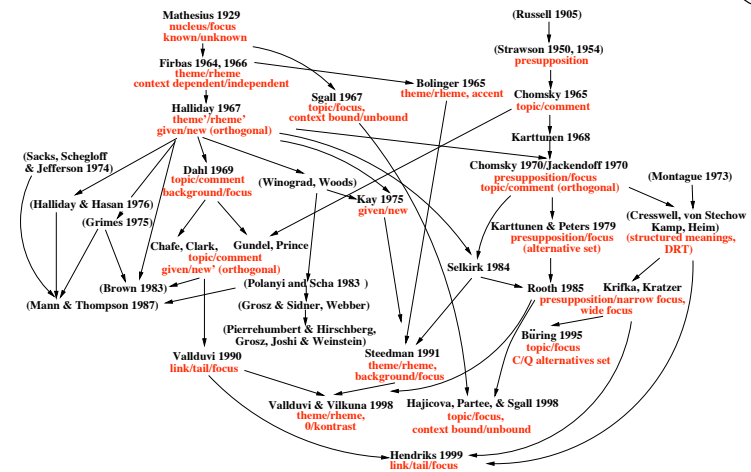 Mathesius 1929
nucleus/focus
known/unknown
(Russell 1905)
Firbas 1964, 1966
theme/rheme
context dependent/independent
(Strawson 1950, 1954)
presupposition
Bolinger 1965
theme/rheme, accent
Sgall 1967
topic/focus,
context bound/unbound
Chomsky 1965
topic/comment
Halliday 1967
theme'/rheme'
given/new (orthogonal)
Karttunen 1968
(Sacks, Schegloff
& Jefferson 1974)
Dahl 1969
topic/comment
background/focus
(Winograd, Woods)
Chomsky 1970/Jackendoff 1970
presupposition/focus
topic/comment (orthogonal)
(Montague 1973)
(Halliday & Hasan 1976)
Kay 1975
given/new
(Grimes 1975)
(Cresswell, von Stechow
Kamp, Heim)
(structured meanings,
DRT)
Karttunen & Peters 1979
presupposition/focus
(alternative set)
Chafe, Clark,
Gundel, Prince
topic/comment
given/new' (orthogonal)
Selkirk 1984
(Brown 1983)
(Polanyi and Scha 1983 )
Rooth 1985
presupposition/narrow focus,
wide focus
Krifka, Kratzer
(Mann & Thompson 1987)
(Grosz & Sidner, Webber)
(Pierrehumbert & Hirschberg,
Grosz, Joshi & Weinstein)
Büring 1995
topic/focus
C/Q alternatives set
Vallduvi 1990
link/tail/focus
Steedman 1991
theme/rheme,
background/focus
Vallduvi & Vilkuna 1998
theme/rheme,
0/kontrast
Hajicova, Partee, & Sgall 1998
topic/focus,
context bound/unbound
Hendriks 1999
link/tail/focus